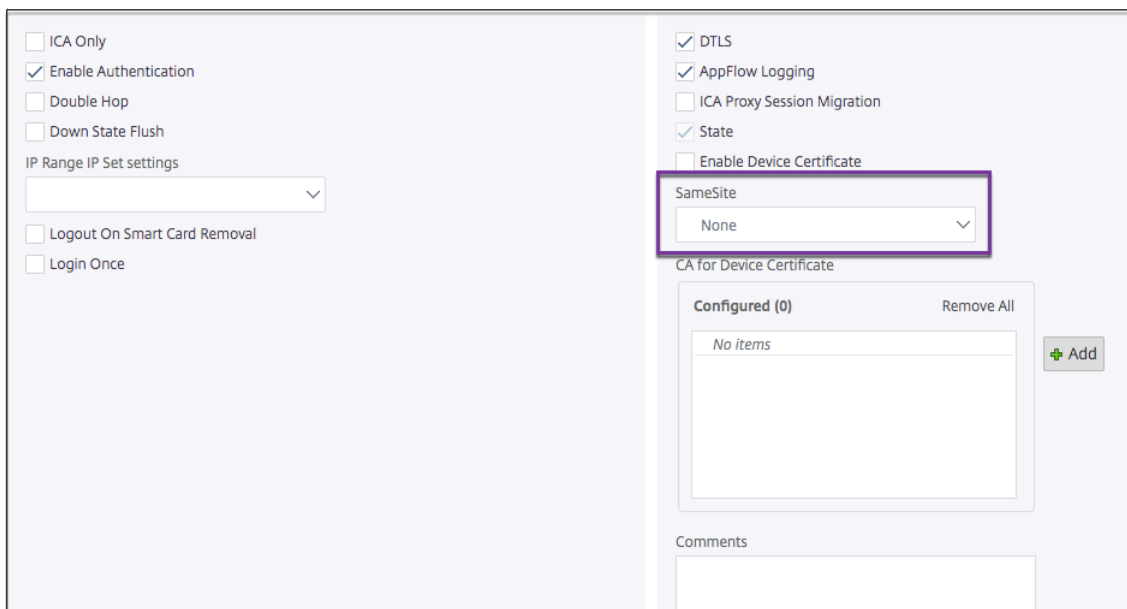 ICA Only
Enable Authentication
Double Hop
Down State Flush
IP Range IP Set settings
Logout On Smart Card Removal
Login Once
DTLS
AppFlow Logging
ICA Proxy Session Migration
State
Enable Device Certificate
SameSite
None
CA for Device Certificate
Configured (0) Remove All
No items
Add
Comments